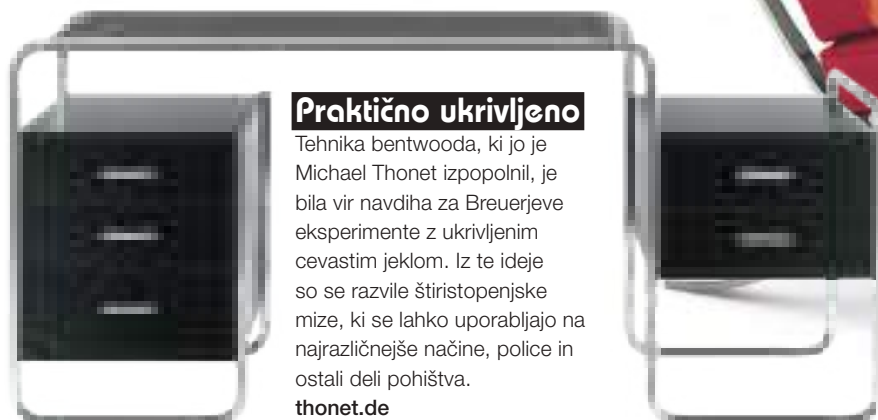 Praktično ukrivljeno
Tehnika bentwooda, ki jo je
Michael Thonet izpopolnil, je
bila vir navdiha za Breuerjeve
eksperimente z ukrivljenim
cevastim jeklom. Iz te ideje
so se razvile štiristopenjske
mize, ki se lahko uporabljajo na
najrazličnejše načine, police in
ostali deli pohištva.
thonet.de